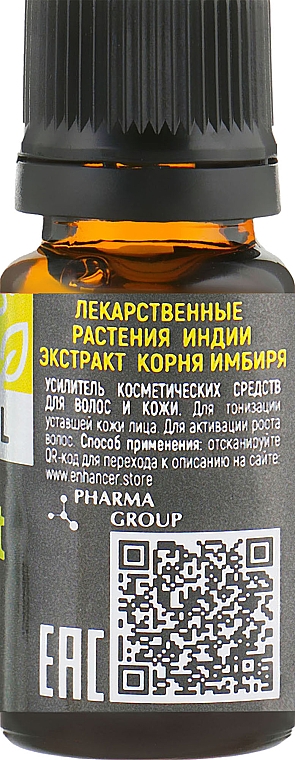 ЛЕКАРСТВЕННЫЕ
РАСТЕНИЯ ИНДИИ
ЭКСТРАКТ КОРНЯ ИМБИРЯ
УСИЛИТЕЛЬ КОСМЕТИЧЕСКИХ СРЕДСТВ
ДЛЯ ВОЛОС И КОЖИ. Для тонизации
уставшей кожи лица. Для активации роста
волос. Способ применения: отсканируйте
QR-код для перехода к описанию на сайте:
www.enhancer.store
PHARMA
GROUP
EAC
L
t